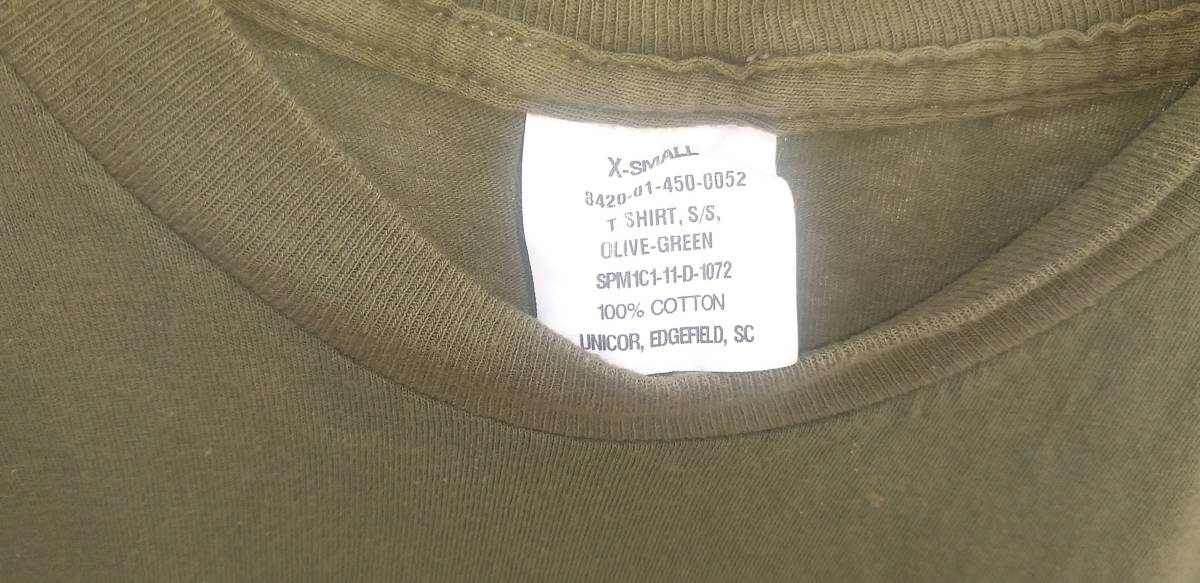 X-SMALL
8420-01-450-0052
T SHIRT, S/S,
OLIVE-GREEN
SPM1C1-11-D-1072
100% COTTON
UNICOR, EDGEFIELD, SC